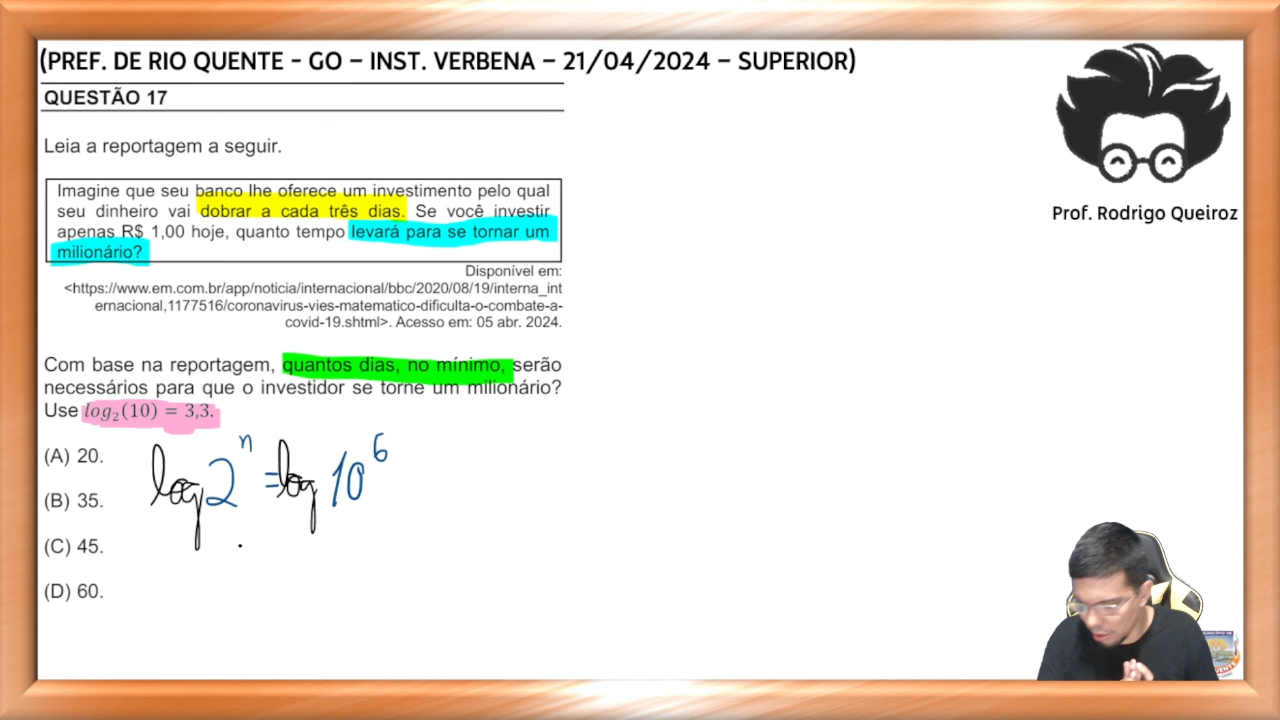 (PREF. DE RIO QUENTE - GO – INST. VERBENA – 21/04/2024 – SUPERIOR)
QUESTÃO 17
Leia a reportagem a seguir.
Imagine que seu banco lhe oferece um investimento pelo qual
seu dinheiro vai dobrar a cada três dias. Se você investir
apenas R$ 1,00 hoje, quanto tempo levará para se tornar um
milionário?
Disponível em:
<https://www.em.com.br/app/noticia/internacional/bbc/2020/08/19/interna_int
ernacional,1177516/coronavirus-vies-matematico-dificulta-o-combate-a-
covid-19.shtml>. Acesso em: 05 abr. 2024.
Com base na reportagem, quantos dias, no mínimo, serão
necessários para que o investidor se torne um milionário?
Use log₂(10) = 3,3.
(A) 20.
(B) 35.
(C) 45.
(D) 60.
log 2ⁿ = log 10⁶
Prof. Rodrigo Queiroz